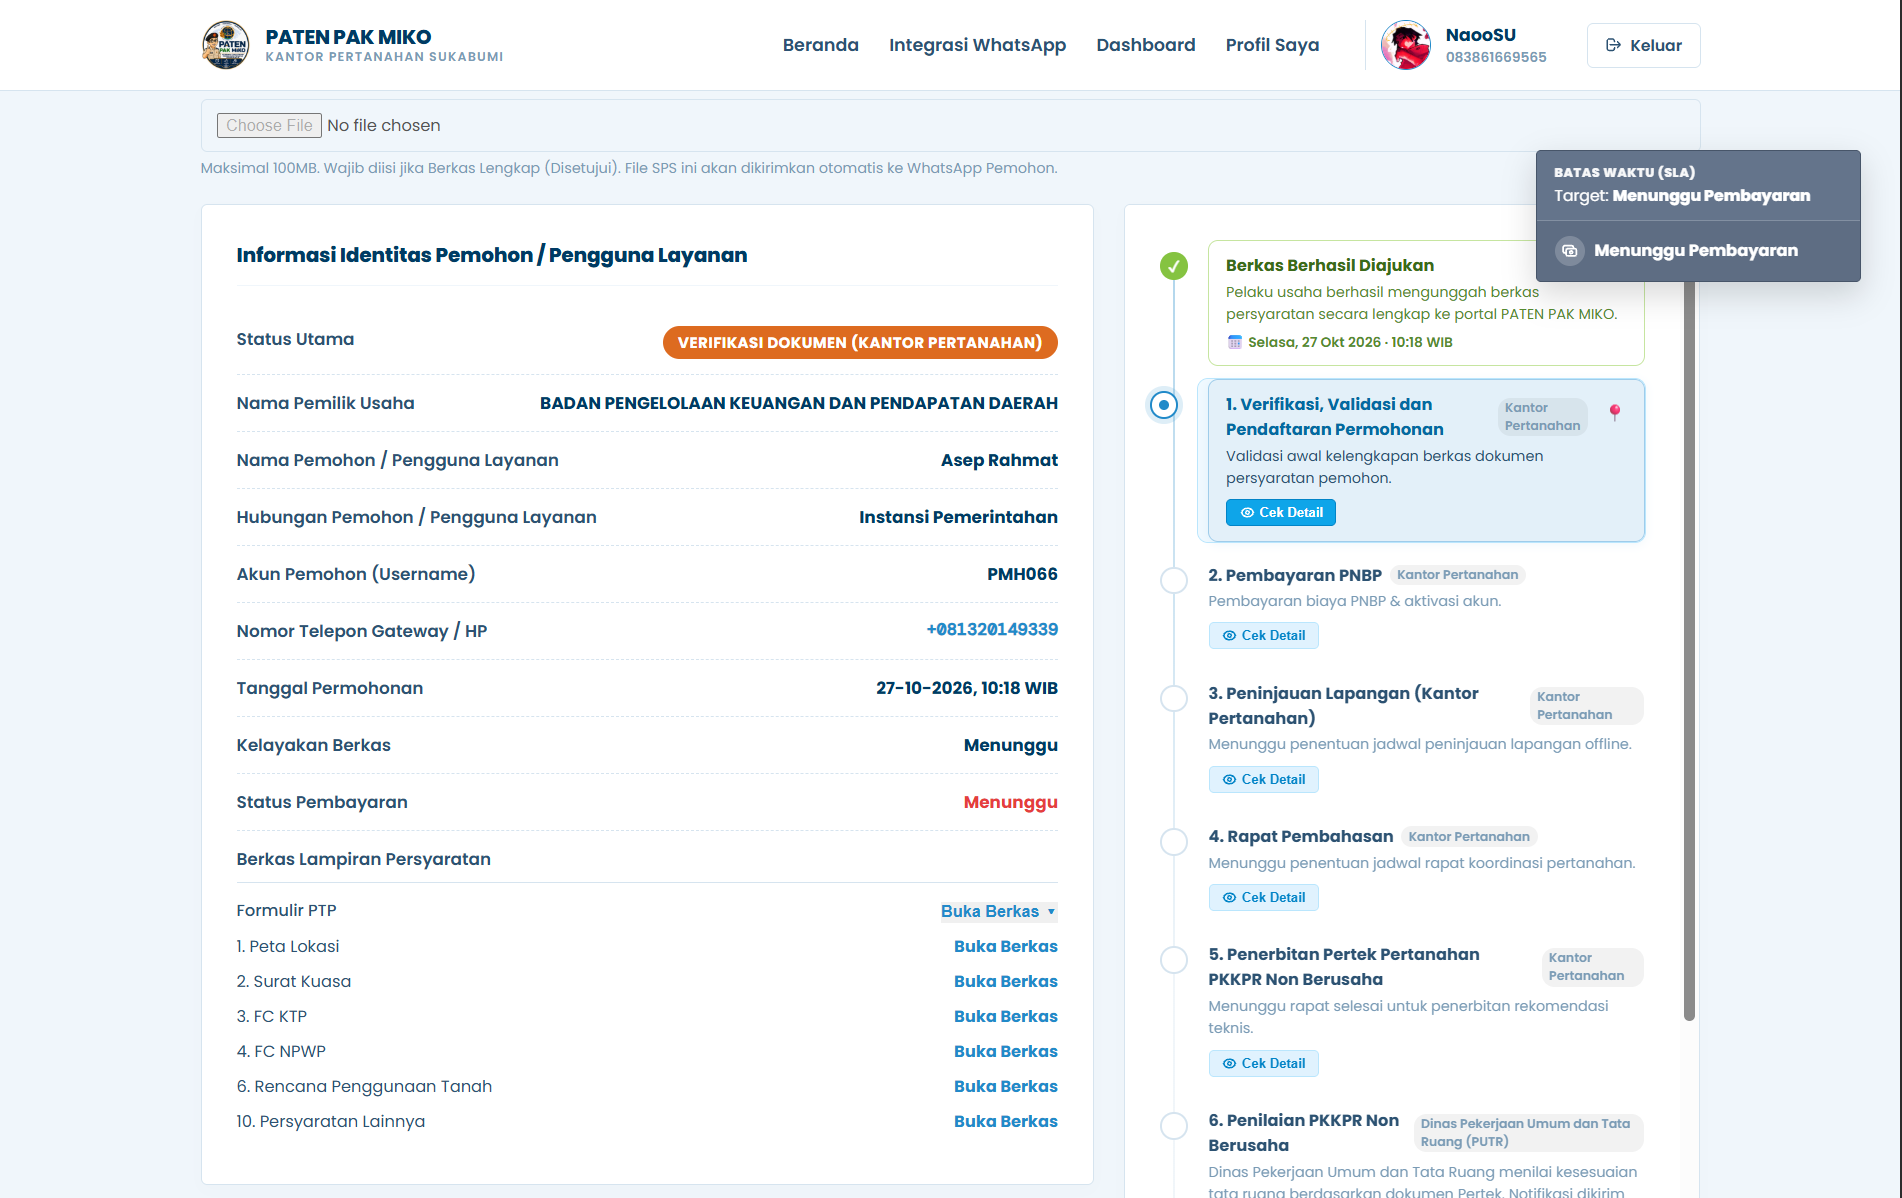 PATEN PAK MIKO
KANTOR PERTANAHAN SUKABUMI
Beranda
Integrasi WhatsApp
Dashboard
Profil Saya
NaooSU
083861669565
Keluar
Choose File No file chosen
Maksimal 100MB. Wajib diisi jika Berkas Lengkap (Disetujui). File SPS ini akan dikirimkan otomatis ke WhatsApp Pemohon.
BATAS WAKTU (SLA)
Target: Menunggu Pembayaran
Menunggu Pembayaran
Informasi Identitas Pemohon / Pengguna Layanan
Status Utama
VERIFIKASI DOKUMEN (KANTOR PERTANAHAN)
Nama Pemilik Usaha
BADAN PENGELOLAAN KEUANGAN DAN PENDAPATAN DAERAH
Nama Pemohon / Pengguna Layanan
Asep Rahmat
Hubungan Pemohon / Pengguna Layanan
Instansi Pemerintahan
Akun Pemohon (Username)
PMH066
Nomor Telepon Gateway / HP
+081320149339
Tanggal Permohonan
27-10-2026, 10:18 WIB
Kelayakan Berkas
Menunggu
Status Pembayaran
Menunggu
Berkas Lampiran Persyaratan
Formulir PTP
Buka Berkas
1. Peta Lokasi
Buka Berkas
2. Surat Kuasa
Buka Berkas
3. FC KTP
Buka Berkas
4. FC NPWP
Buka Berkas
6. Rencana Penggunaan Tanah
Buka Berkas
10. Persyaratan Lainnya
Buka Berkas
Berkas Berhasil Diajukan
Pelaku usaha berhasil mengunggah berkas
persyaratan secara lengkap ke portal PATEN PAK MIKO.
Selasa, 27 Okt 2026 · 10:18 WIB
1. Verifikasi, Validasi dan
Pendaftaran Permohonan
Kantor
Pertanahan
Validasi awal kelengkapan berkas dokumen
persyaratan pemohon.
Cek Detail
2. Pembayaran PNBP
Kantor Pertanahan
Pembayaran biaya PNBP & aktivasi akun.
Cek Detail
3. Peninjauan Lapangan (Kantor
Pertanahan)
Kantor
Pertanahan
Menunggu penentuan jadwal peninjauan lapangan offline.
Cek Detail
4. Rapat Pembahasan
Kantor Pertanahan
Menunggu penentuan jadwal rapat koordinasi pertanahan.
Cek Detail
5. Penerbitan Pertek Pertanahan
PKKPR Non Berusaha
Kantor
Pertanahan
Menunggu rapat selesai untuk penerbitan rekomendasi
teknis.
Cek Detail
6. Penilaian PKKPR Non
Berusaha
Dinas Pekerjaan Umum dan Tata
Ruang (PUTR)
Dinas Pekerjaan Umum dan Tata Ruang menilai kesesuaian
tata ruang berdasarkan dokumen Pertek. Notifikasi dikirim